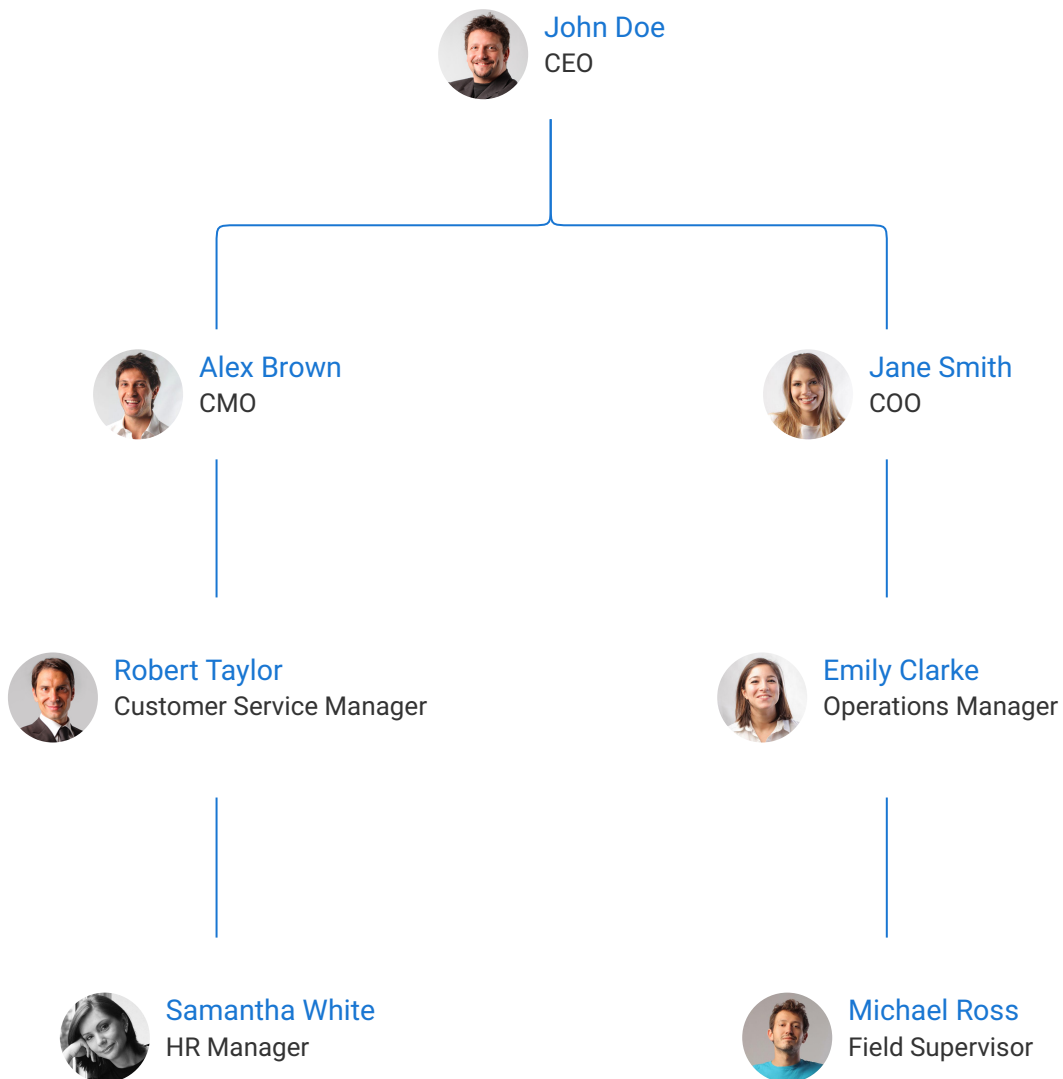 John Doe
CEO
Alex Brown
CMO
Jane Smith
COO
Robert Taylor
Customer Service Manager
Emily Clarke
Operations Manager
Samantha White
HR Manager
Michael Ross
Field Supervisor